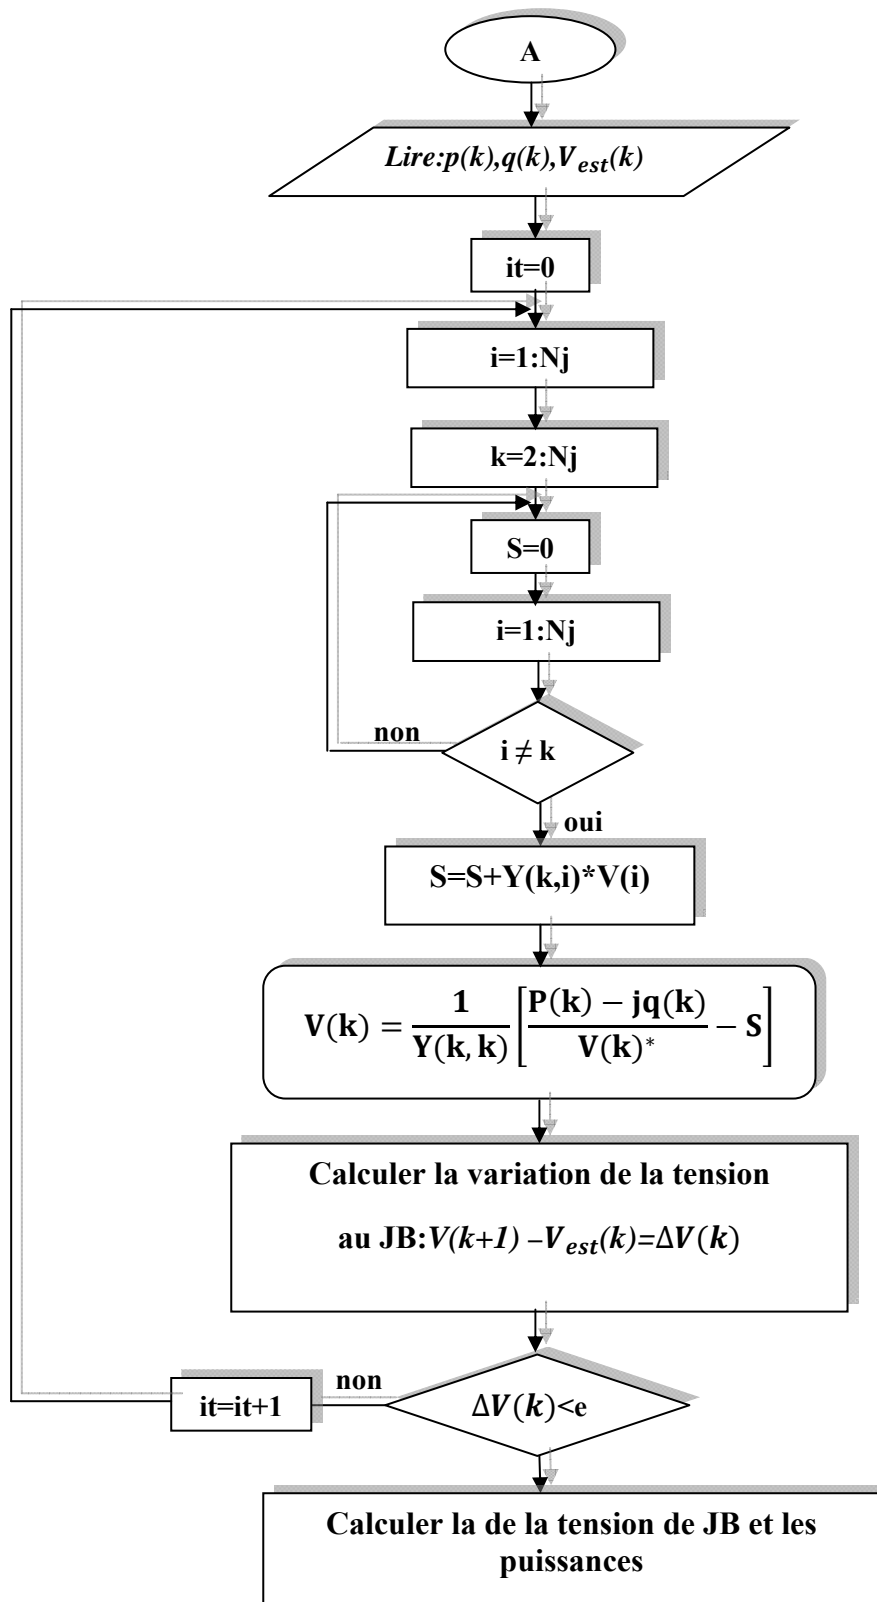 A
Lire:p(k),q(k),V_est(k)
it=0
i=1:Nj
k=2:Nj
S=0
i=1:Nj
non
i ≠ k
oui
S=S+Y(k,i)*V(i)
V(k) = 1/Y(k, k) [(P(k) − jq(k))/V(k)* − S]
Calculer la variation de la tension
au JB:V(k+1) –V_est(k)=ΔV(k)
non
it=it+1
ΔV(k)<e
Calculer la de la tension de JB et les
puissances